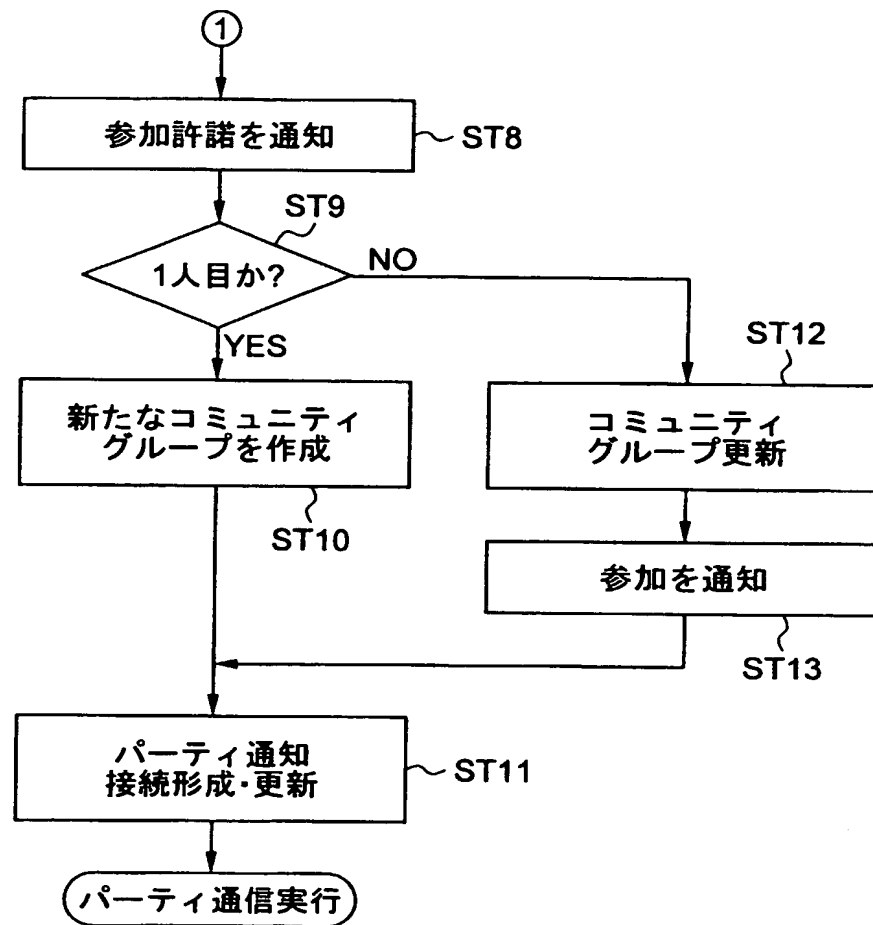 1
参加許諾を通知
ST8
ST9
1人目か?
NO
YES
ST12
新たなコミュニティ
グループを作成
ST10
コミュニティ
グループ更新
参加を通知
ST13
パーティ通知
接続形成・更新
ST11
パーティ通信実行